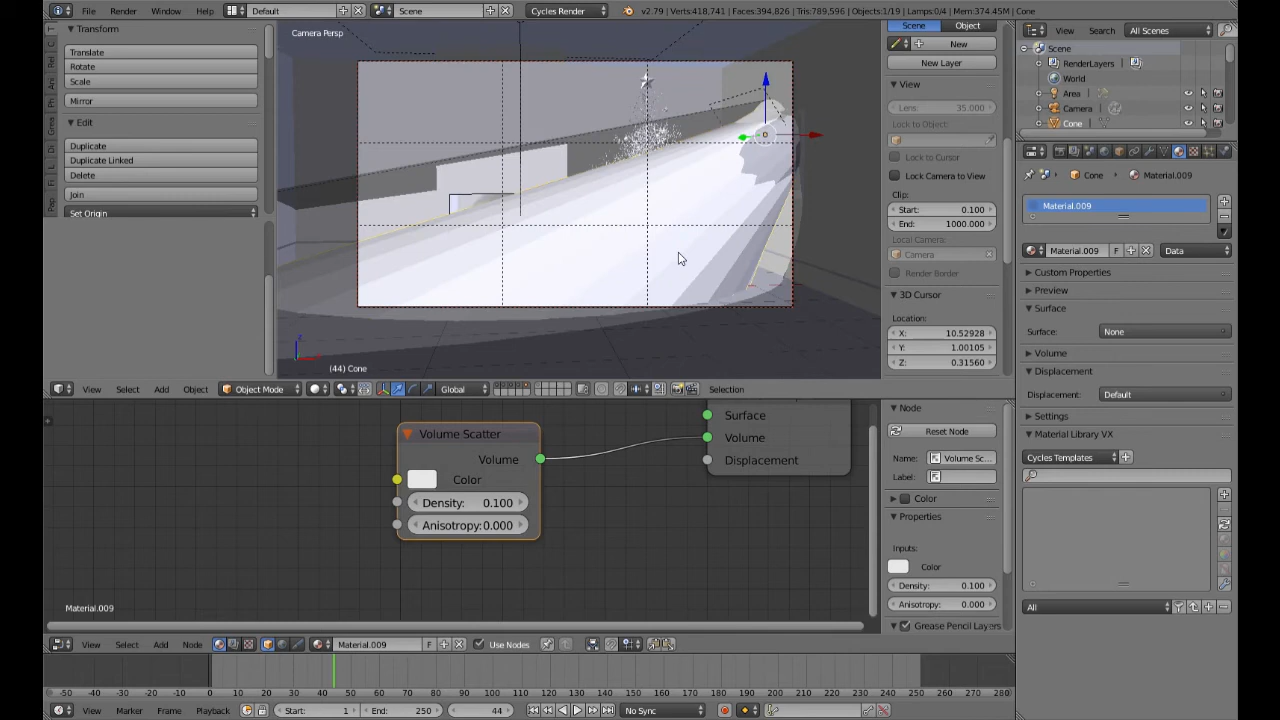 File Render Window Help Default Scene Cycles Render v2.79 | Verts:418,741 | Faces:394,826 | Tris:789,596 | Objects:1/19 | Lamps:0/4 | Mem:374.45M | Cone
Transform
Translate
Rotate
Scale
Mirror
Edit
Duplicate
Duplicate Linked
Delete
Join
Set Origin
Camera Persp
(44) Cone
Scene Object
New
New Layer
View
Lens: 35.000
Lock to Object:
Lock to Cursor
Lock Camera to View
Clip:
Start: 0.100
End: 1000.000
Local Camera:
Camera
Render Border
3D Cursor
Location:
X: 10.52928
Y: 1.00105
Z: 0.31560
View Search All Scenes
Scene
RenderLayers
World
Area
Camera
Cone
Cone Material.009
Material.009
Material.009 F Data
Custom Properties
Preview
Surface
Surface: None
Volume
Displacement
Displacement: Default
Settings
Material Library VX
Cycles Templates
All
View Select Add Object Object Mode Global Selection
Volume Scatter
Volume
Color
Density: 0.100
Anisotropy: 0.000
Surface
Volume
Displacement
Material.009
Node
Reset Node
Name: Volume Sc...
Label:
Color
Properties
Inputs:
Color
Density: 0.100
Anisotropy: 0.000
Grease Pencil Layers
View Select Add Node Material.009 F Use Nodes
-50 -40 -30 -20 -10 0 10 20 30 40 50 60 70 80 90 100 110 120 130 140 150 160 170 180 190 200 210 220 230 240 250 260 270 280
View Marker Frame Playback Start: 1 End: 250 44 No Sync